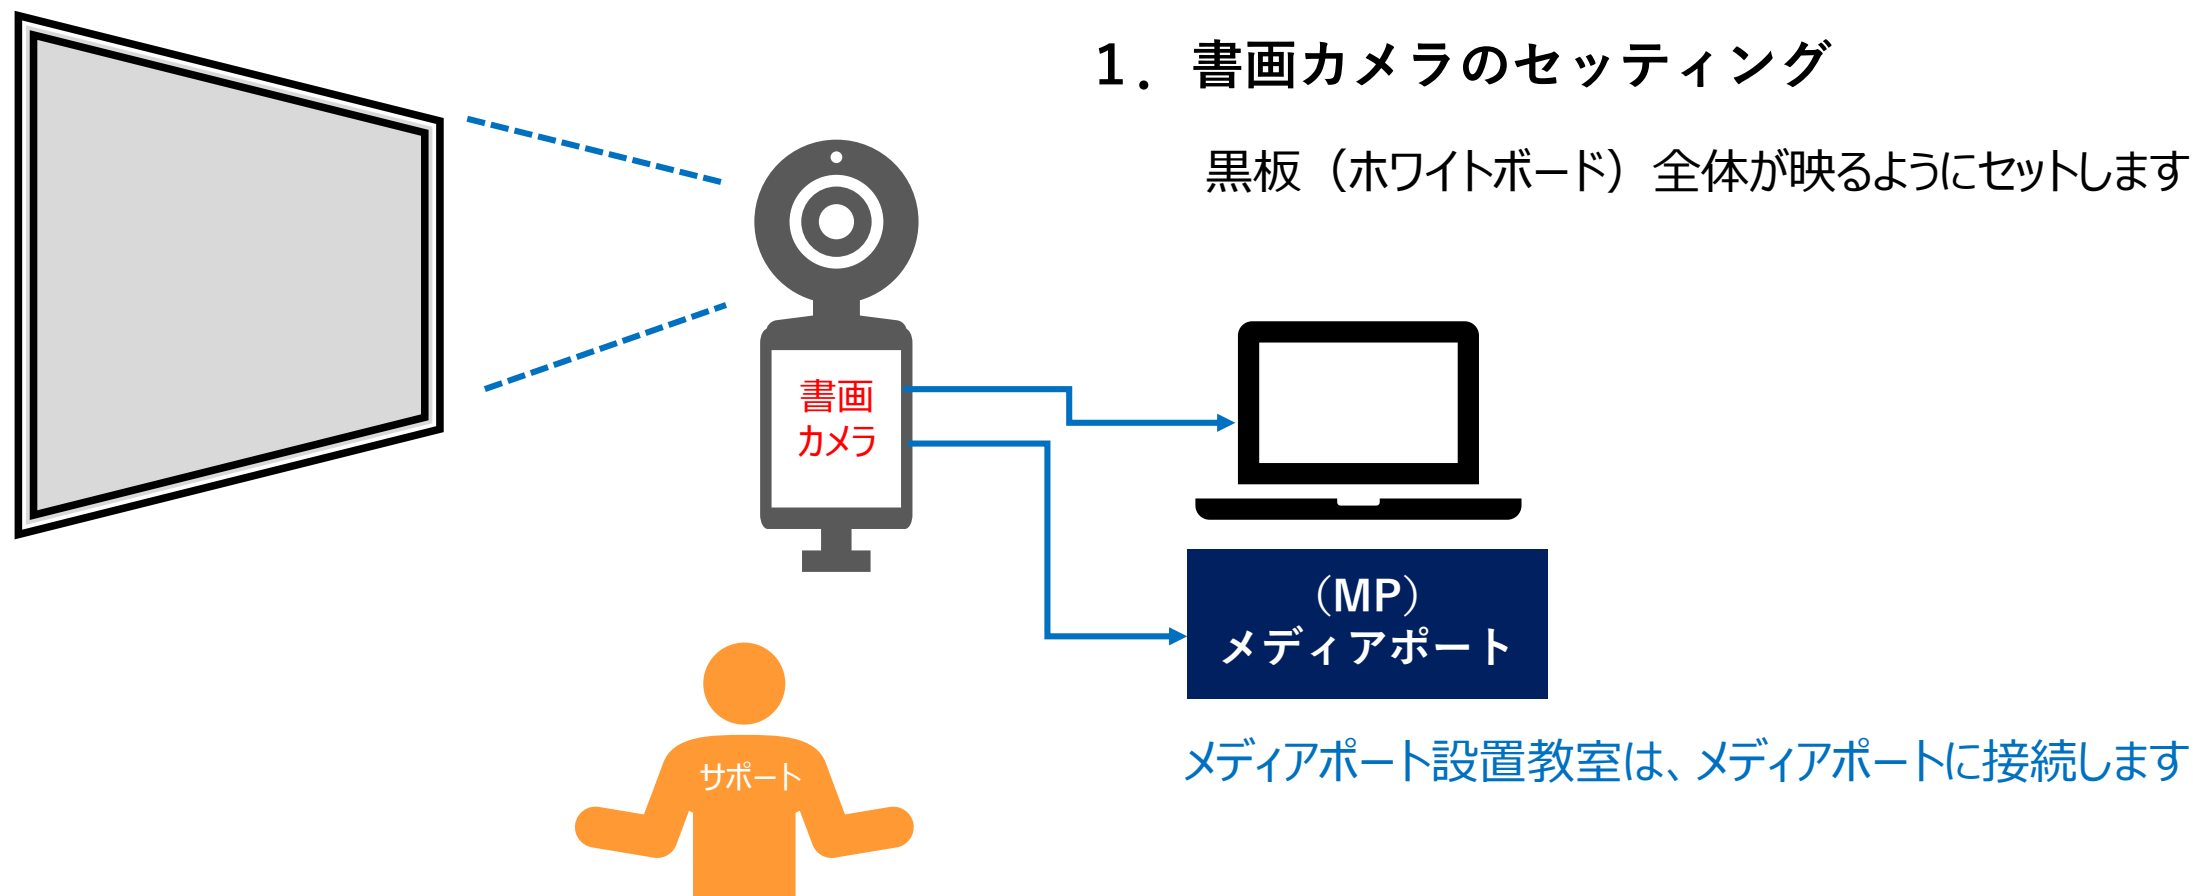 １．書画カメラのセッティング
黒板（ホワイトボード）全体が映るようにセットします
書画
カメラ
（MP）
メディアポート
メディアポート設置教室は、メディアポートに接続します
サポート